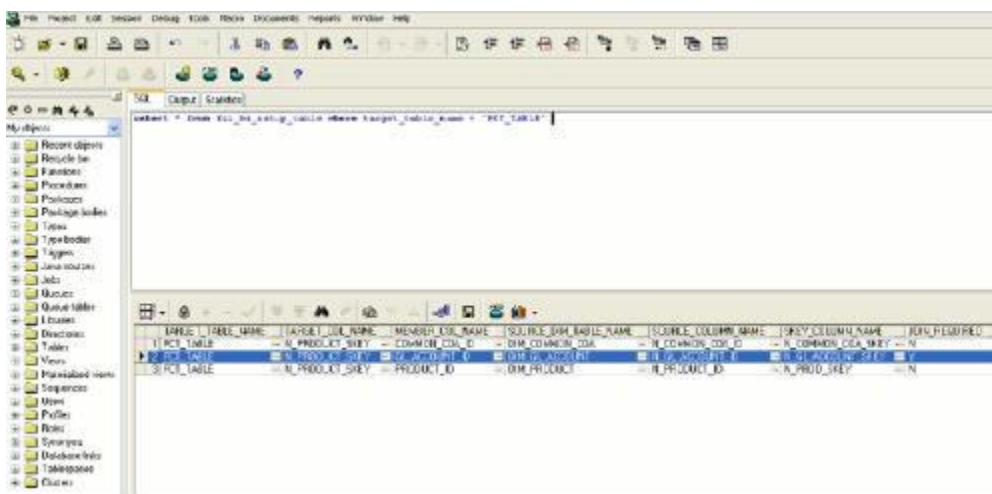 File Project Edit Session Debug Tools Macro Documents Reports Window Help
SQL Output Statistics
select * from fsi_bi_setup_table where target_table_name = 'FCT_TABLE'
My objects
Recent objects
Recycle bin
Functions
Procedures
Packages
Package bodies
Types
Type bodies
Triggers
Java sources
Jobs
Queues
Queue tables
Libraries
Directories
Tables
Views
Materialized views
Sequences
Users
Profiles
Roles
Synonyms
Database links
Tablespaces
Clusters
TARGET_TABLE_NAME TARGET_COL_NAME MEMBER_COL_NAME SOURCE_DIM_TABLE_NAME SOURCE_COLUMN_NAME SKEY_COLUMN_NAME JOIN_REQUIRED
1 FCT_TABLE N_PRODUCT_SKEY COMMON_COA_ID DIM_COMMON_COA N_COMMON_COA_ID N_COMMON_COA_SKEY N
2 FCT_TABLE N_PRODUCT_SKEY GL_ACCOUNT_ID DIM_GL_ACCOUNT N_GL_ACCOUNT_ID N_GL_ACCOUNT_SKEY Y
3 FCT_TABLE N_PRODUCT_SKEY PRODUCT_ID DIM_PRODUCT N_PRODUCT_ID N_PROD_SKEY N